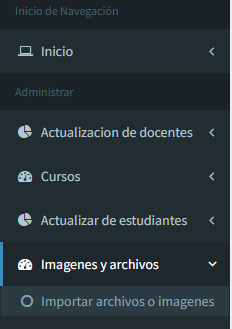 Inicio de Navegación
Inicio
Administrar
Actualizacion de docentes
Cursos
Actualizar de estudiantes
Imagenes y archivos
Importar archivos o imagenes